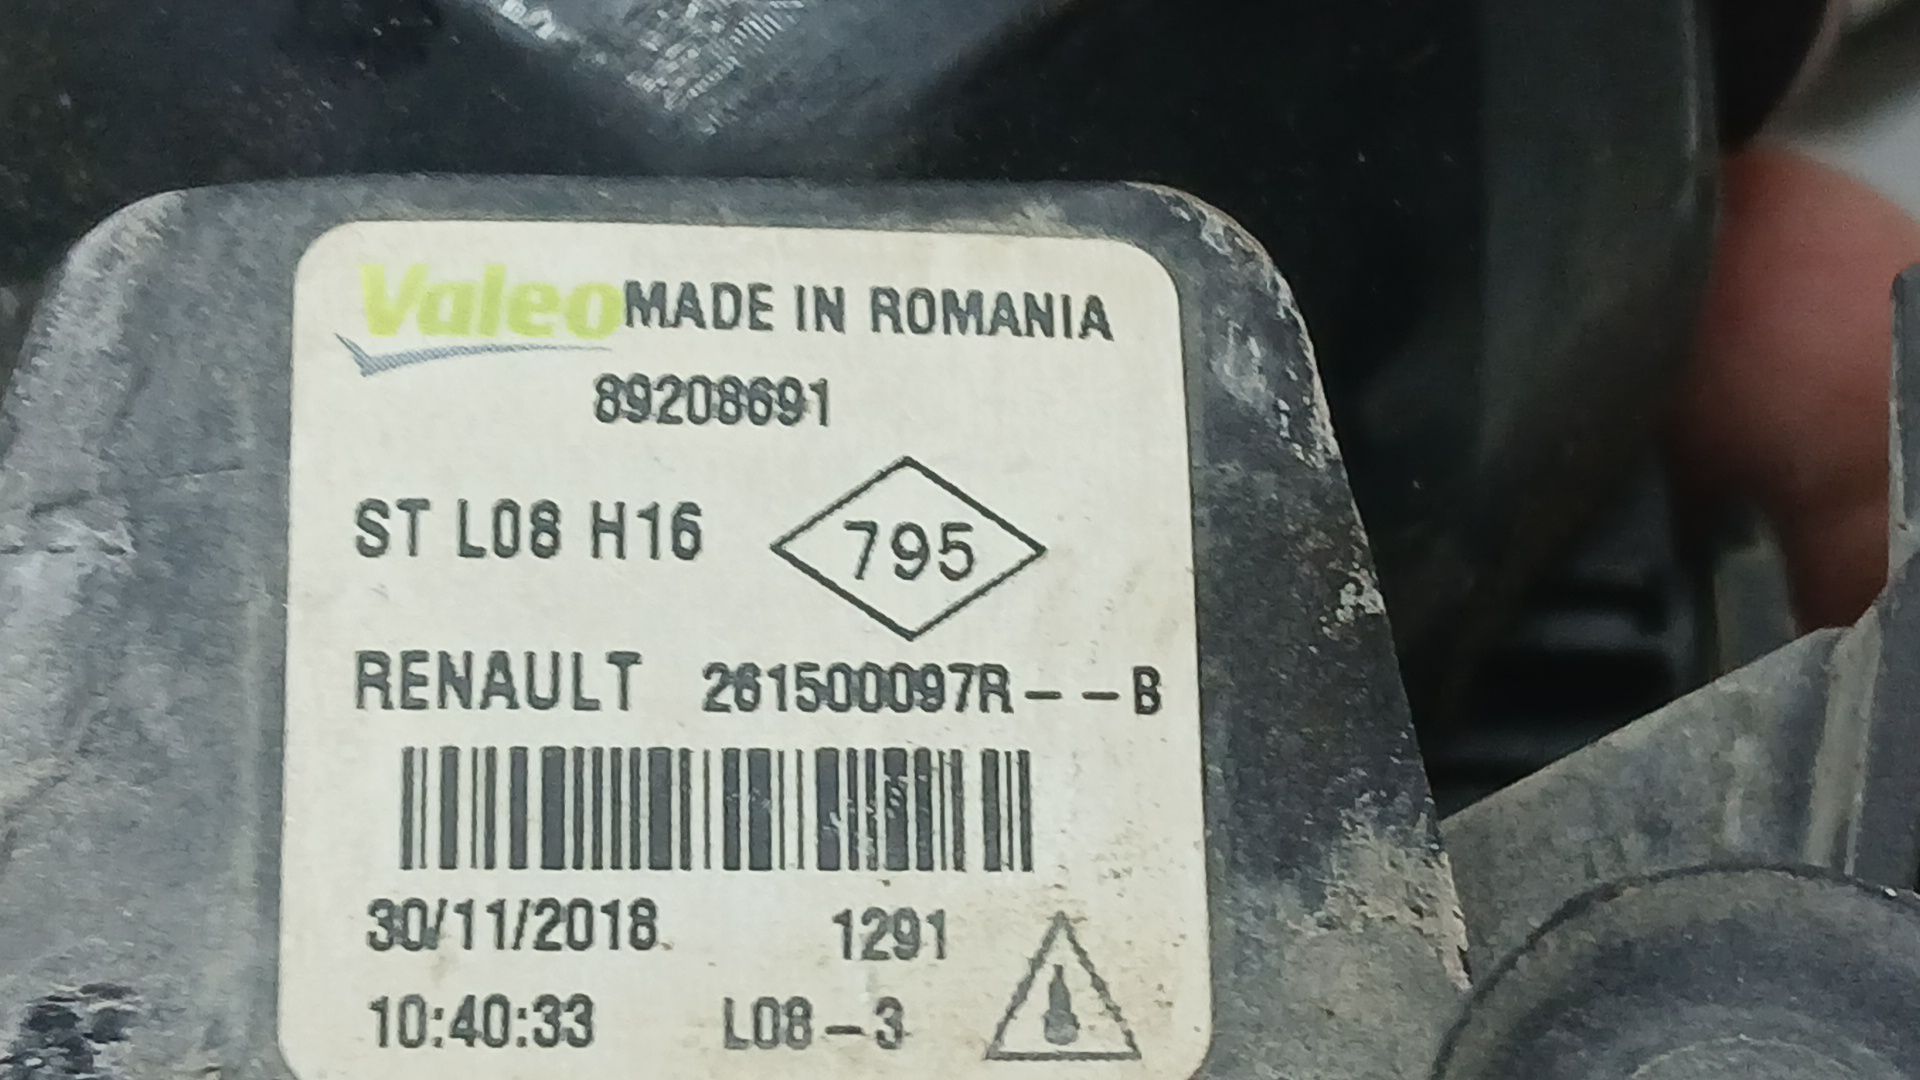 Valeo MADE IN ROMANIA
89208691
ST L08 H16 795
RENAULT 261500097R--B
30/11/2018 1291
10:40:33 L08-3